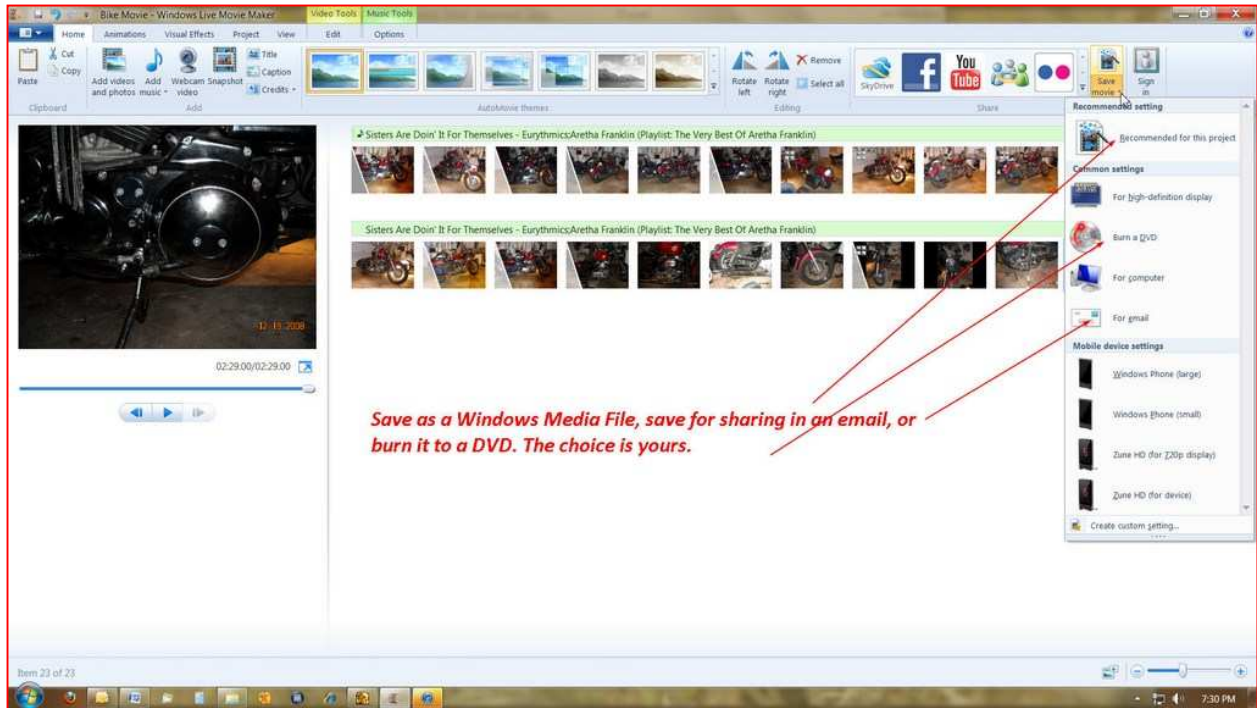 Bike Movie - Windows Live Movie Maker
Video Tools
Music Tools
Home
Animations
Visual Effects
Project
View
Edit
Options
Paste
Cut
Copy
Clipboard
Add videos and photos
Add music
Webcam video
Snapshot
Title
Caption
Credits
Add
AutoMovie themes
Rotate left
Rotate right
Remove
Select all
Editing
SkyDrive
f
You Tube
Share
Save movie
Sign in
Recommended setting
Recommended for this project
Common settings
For high-definition display
Burn a DVD
For computer
For email
Mobile device settings
Windows Phone (large)
Windows Phone (small)
Zune HD (for 720p display)
Zune HD (for device)
Create custom setting...
Sisters Are Doin' It For Themselves - Eurythmics;Aretha Franklin (Playlist: The Very Best Of Aretha Franklin)
Sisters Are Doin' It For Themselves - Eurythmics;Aretha Franklin (Playlist: The Very Best Of Aretha Franklin)
12 15 2008
02:29.00/02:29.00
Save as a Windows Media File, save for sharing in an email, or
burn it to a DVD. The choice is yours.
Item 23 of 23
7:30 PM